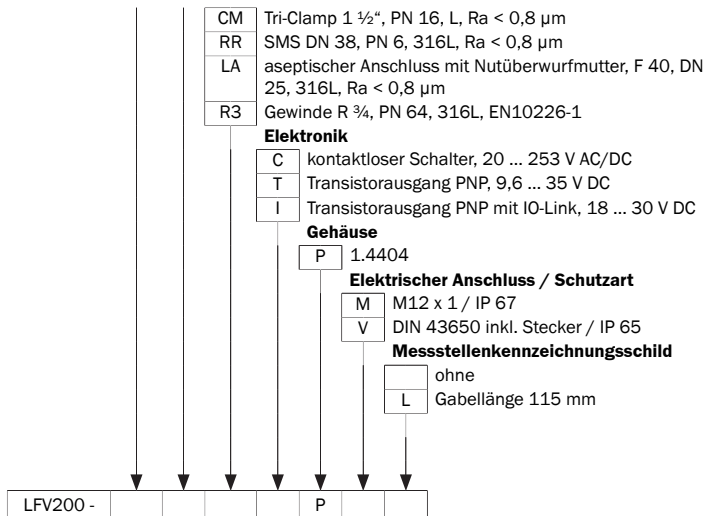 CM Tri-Clamp 1 ½“, PN 16, L, Ra < 0,8 µm
RR SMS DN 38, PN 6, 316L, Ra < 0,8 µm
LA aseptischer Anschluss mit Nutüberwurfmutter, F 40, DN
25, 316L, Ra < 0,8 µm
R3 Gewinde R ¾, PN 64, 316L, EN10226-1
Elektronik
C kontaktloser Schalter, 20 ... 253 V AC/DC
T Transistorausgang PNP, 9,6 ... 35 V DC
I Transistorausgang PNP mit IO-Link, 18 ... 30 V DC
Gehäuse
P 1.4404
Elektrischer Anschluss / Schutzart
M M12 x 1 / IP 67
V DIN 43650 inkl. Stecker / IP 65
Messstellenkennzeichnungsschild
ohne
L Gabellänge 115 mm
LFV200 - P